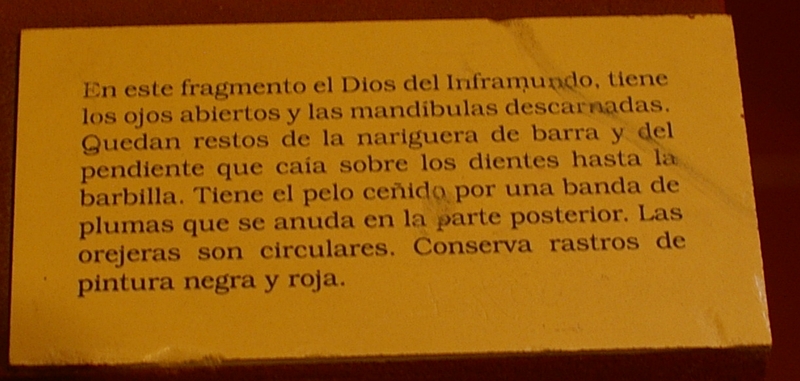 En este fragmento el Dios del Inframundo, tiene
los ojos abiertos y las mandíbulas descarnadas.
Quedan restos de la nariguera de barra y del
pendiente que caía sobre los dientes hasta la
barbilla. Tiene el pelo ceñido por una banda de
plumas que se anuda en la parte posterior. Las
orejeras son circulares. Conserva rastros de
pintura negra y roja.